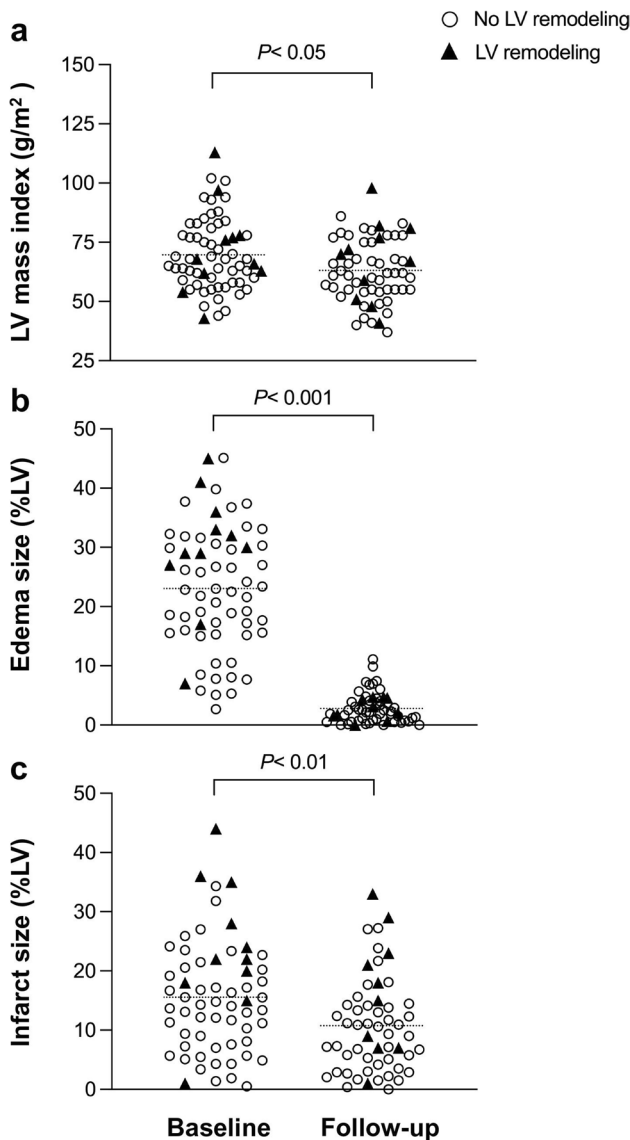 No LV remodeling
LV remodeling
a
P< 0.05
LV mass index (g/m²)
150
125
100
75
50
25
b
P< 0.001
Edema size (%LV)
50
40
30
20
10
0
c
P< 0.01
Infarct size (%LV)
50
40
30
20
10
0
Baseline Follow-up